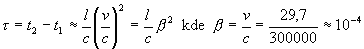 τ = t₂ − t₁ ≈ l/c (v/c)² = l/c β² kde β = v/c = 29,7/300000 ≈ 10⁻⁴